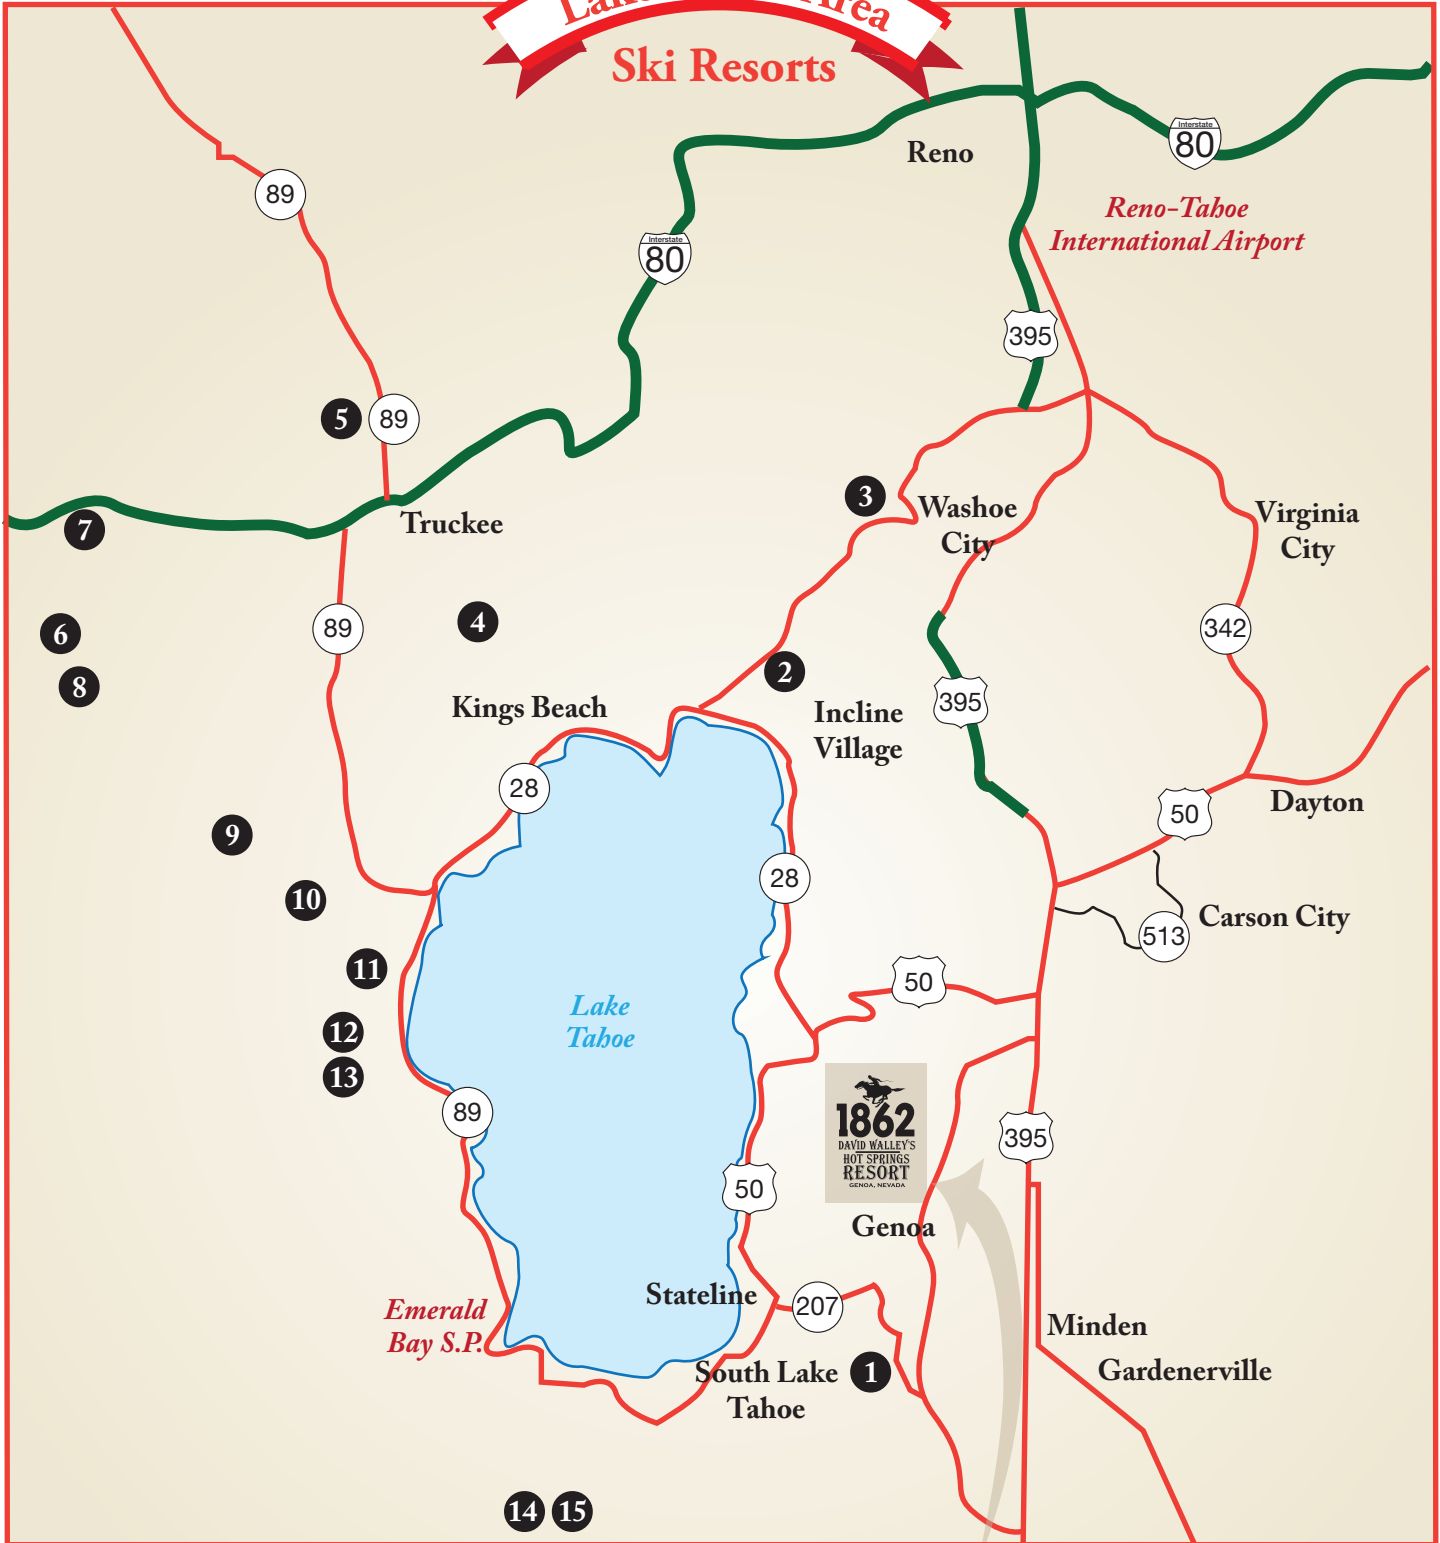 Ski Resorts
Reno
Interstate
80
Reno-Tahoe
International Airport
89
Interstate
80
395
5
89
3
Washoe
City
Virginia
City
7
Truckee
6
89
4
342
8
2
Kings Beach
Incline
Village
395
28
50
Dayton
9
28
10
Carson City
513
11
50
Lake
Tahoe
12
13
89
1862
DAVID WALLEY'S
HOT SPRINGS
RESORT
GENOA, NEVADA
395
50
Genoa
Stateline
207
Emerald
Bay S.P.
Minden
South Lake
Tahoe
1
Gardenerville
14
15